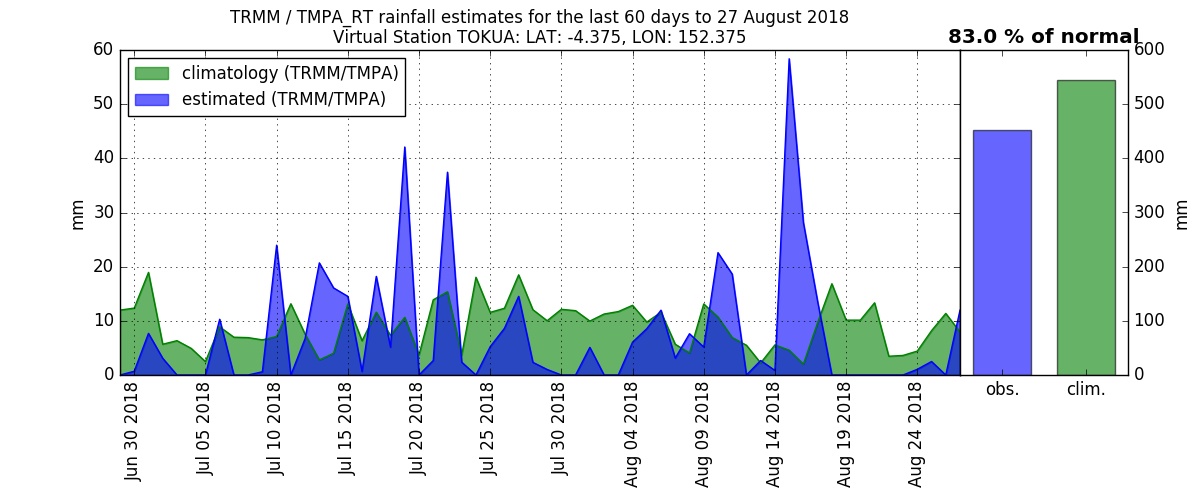 TRMM / TMPA_RT rainfall estimates for the last 60 days to 27 August 2018
Virtual Station TOKUA: LAT: -4.375, LON: 152.375
83.0 % of normal
climatology (TRMM/TMPA)
estimated (TRMM/TMPA)
60
50
40
30
20
10
0
mm
Jun 30 2018
Jul 05 2018
Jul 10 2018
Jul 15 2018
Jul 20 2018
Jul 25 2018
Jul 30 2018
Aug 04 2018
Aug 09 2018
Aug 14 2018
Aug 19 2018
Aug 24 2018
obs.
clim.
600
500
400
300
200
100
0
mm